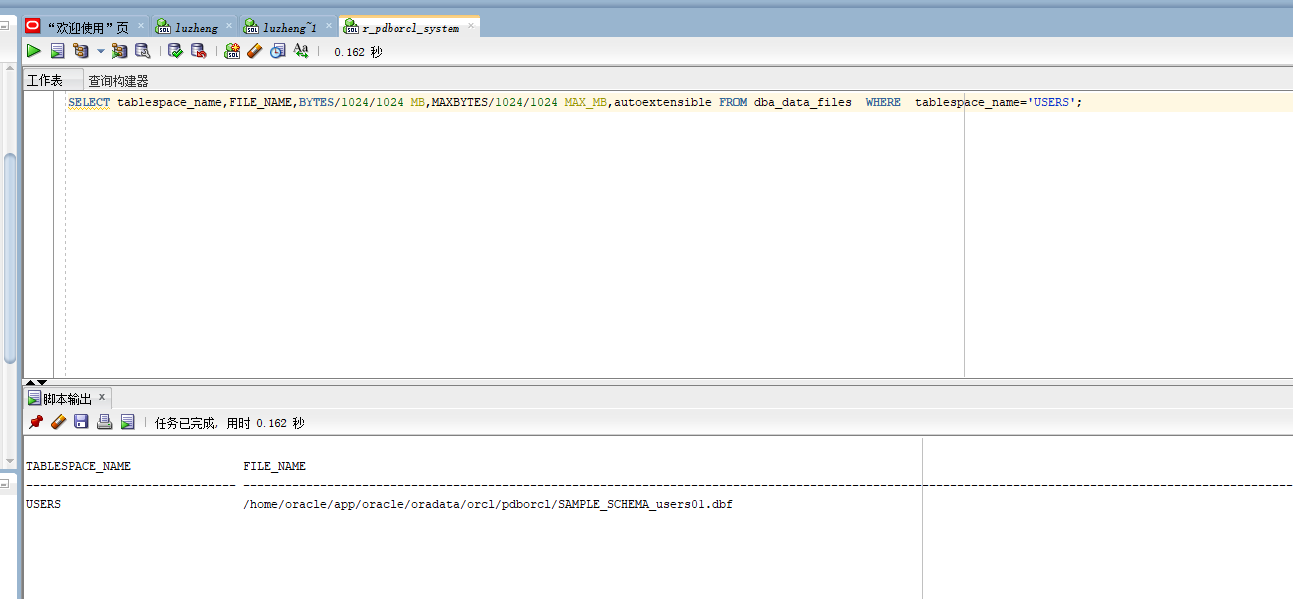 “欢迎使用” 页
luzheng
luzheng~1
r_pdborcl_system
0.162 秒
工作表
查询构建器
SELECT tablespace_name,FILE_NAME,BYTES/1024/1024 MB,MAXBYTES/1024/1024 MAX_MB,autoextensible FROM dba_data_files  WHERE  tablespace_name='USERS';
脚本输出
任务已完成, 用时 0.162 秒
TABLESPACE_NAME FILE_NAME
USERS /home/oracle/app/oracle/oradata/orcl/pdborcl/SAMPLE_SCHEMA_users01.dbf